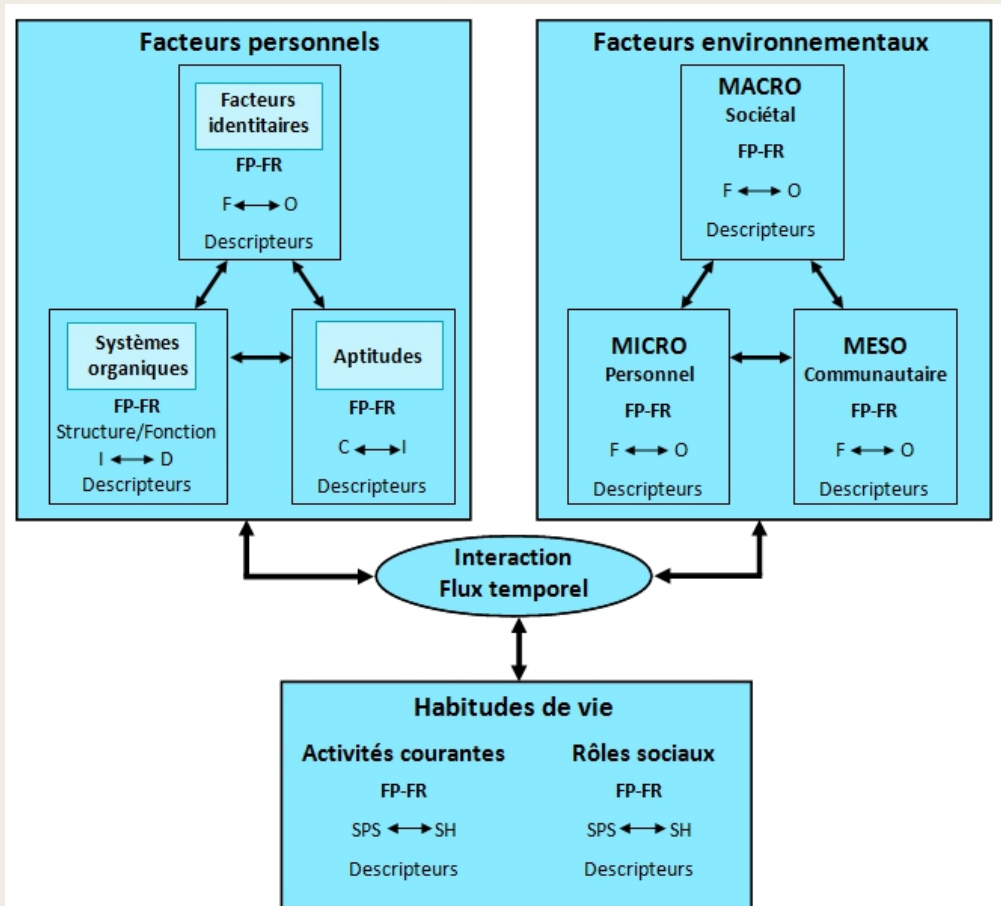 Facteurs personnels
Facteurs
identitaires
FP-FR
F O
Descripteurs
Systèmes
organiques
FP-FR
Structure/Fonction
I D
Descripteurs
Aptitudes
FP-FR
C I
Descripteurs
Facteurs environnementaux
MACRO
Sociétal
FP-FR
F O
Descripteurs
MICRO
Personnel
FP-FR
F O
Descripteurs
MESO
Communautaire
FP-FR
F O
Descripteurs
Interaction
Flux temporel
Habitudes de vie
Activités courantes
FP-FR
SPS SH
Descripteurs
Rôles sociaux
FP-FR
SPS SH
Descripteurs